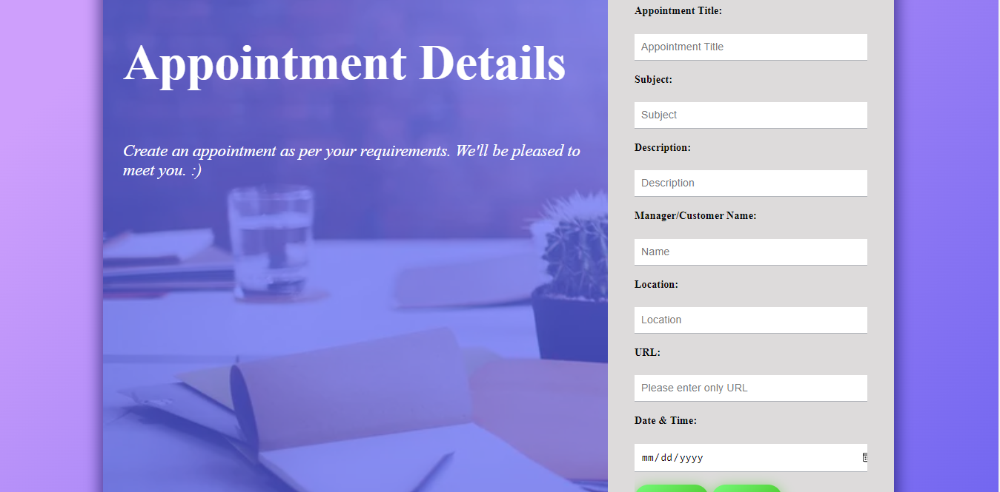 Appointment Details
Create an appointment as per your requirements. We'll be pleased to
meet you. :)
Appointment Title:
Appointment Title
Subject:
Subject
Description:
Description
Manager/Customer Name:
Name
Location:
Location
URL:
Please enter only URL
Date & Time:
mm/dd/yyyy